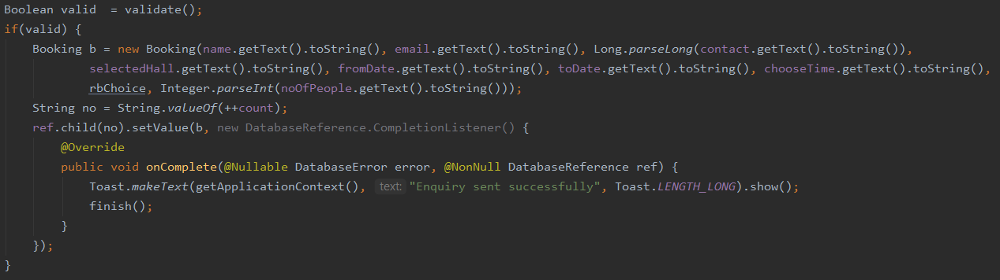 Boolean valid  = validate();
if(valid) {
    Booking b = new Booking(name.getText().toString(), email.getText().toString(), Long.parseLong(contact.getText().toString()),
            selectedHall.getText().toString(), fromDate.getText().toString(), toDate.getText().toString(), chooseTime.getText().toString(),
            rbChoice, Integer.parseInt(noOfPeople.getText().toString()));
    String no = String.valueOf(++count);
    ref.child(no).setValue(b, new DatabaseReference.CompletionListener() {
        @Override
        public void onComplete(@Nullable DatabaseError error, @NonNull DatabaseReference ref) {
            Toast.makeText(getApplicationContext(), text: "Enquiry sent successfully", Toast.LENGTH_LONG).show();
            finish();
        }
    });
}